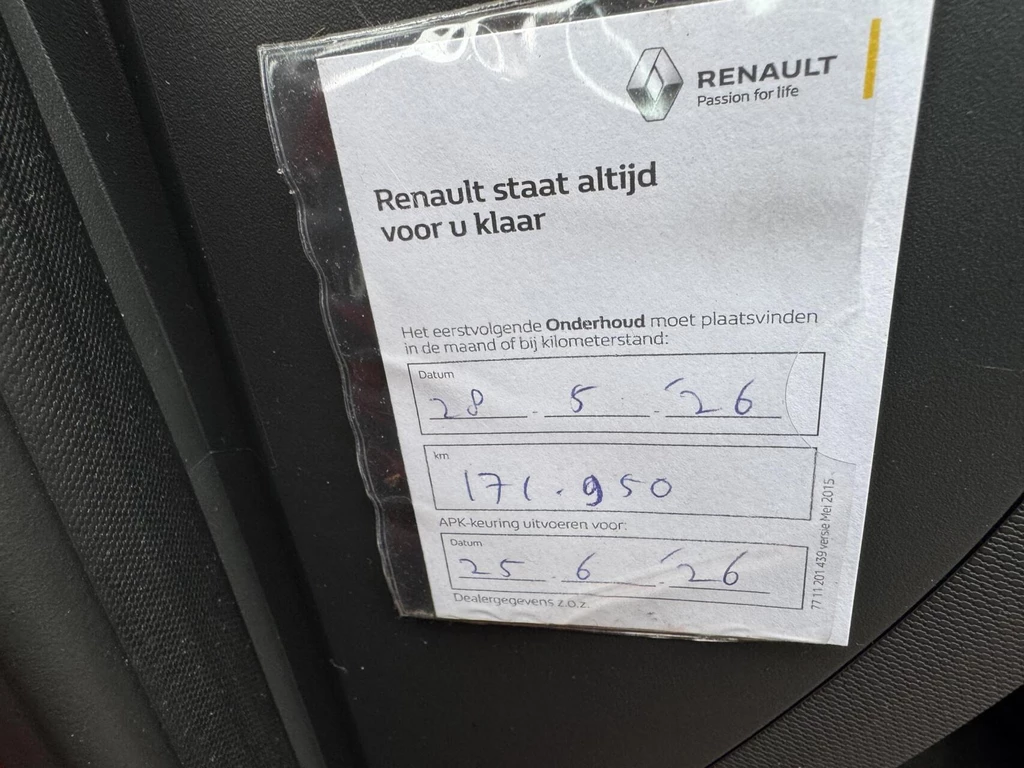 RENAULT
Passion for life
Renault staat altijd
voor u klaar
Het eerstvolgende Onderhoud moet plaatsvinden
in de maand of bij kilometerstand:
Datum
28 . 5 . '26
km
171.950
APK-keuring uitvoeren voor:
Datum
25 . 6 . '26
Dealergegevens z.o.z.
77 11 201 439 versie Mei 2015